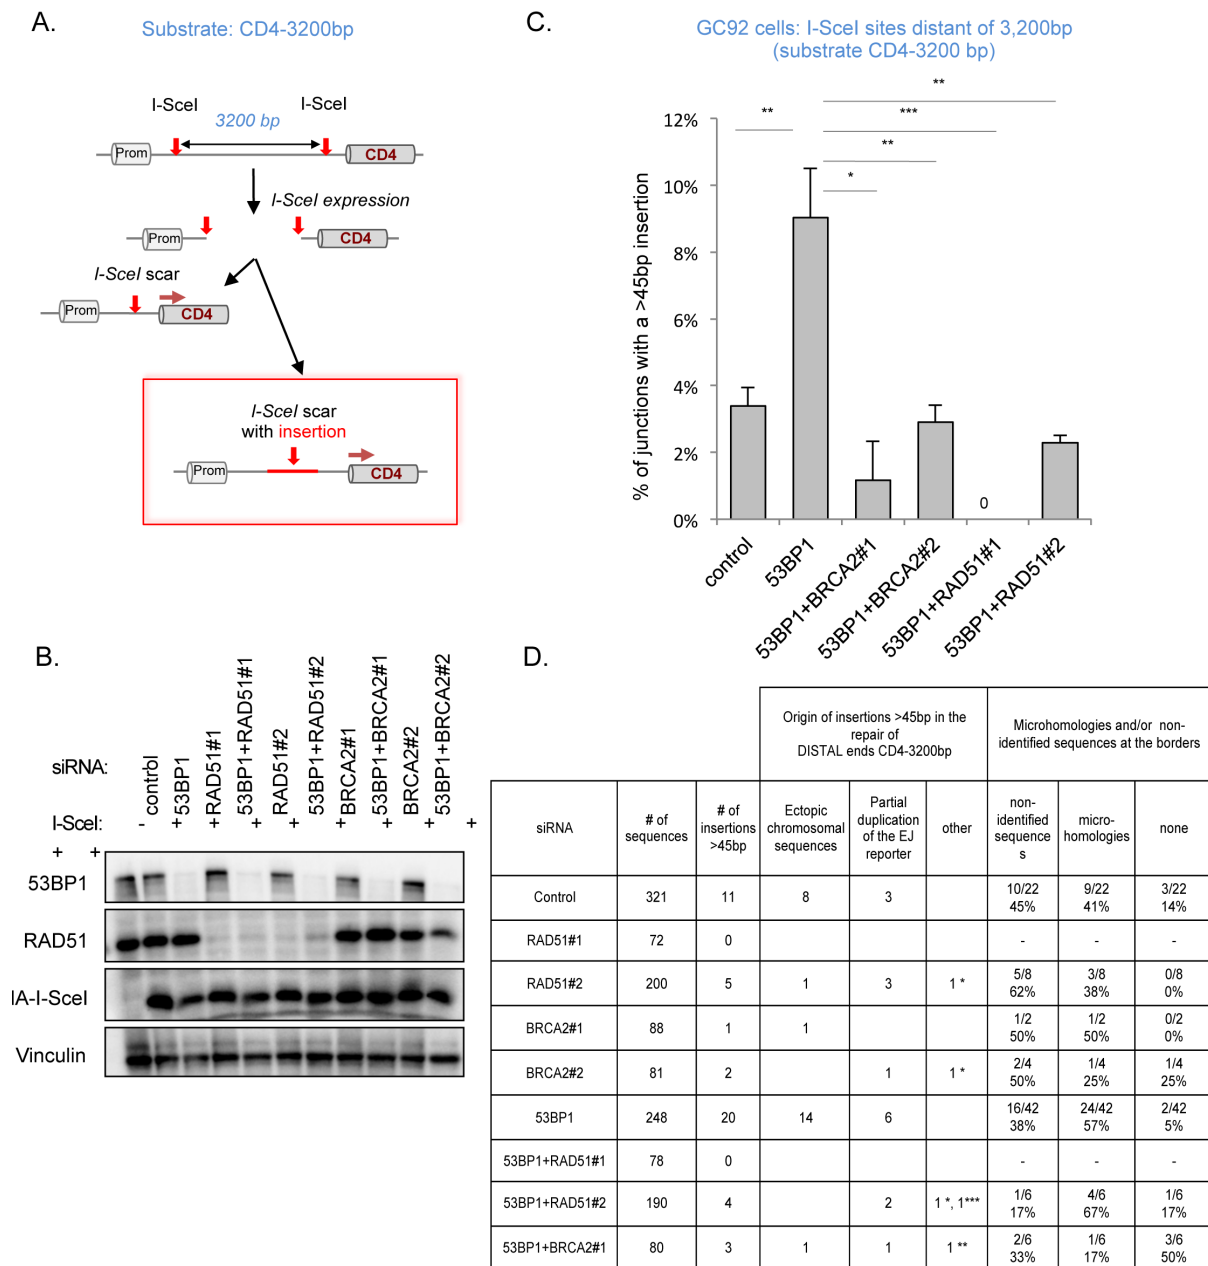 A.
Substrate: CD4-3200bp
I-SceI
I-SceI
3200 bp
Prom
CD4
I-SceI expression
Prom
CD4
I-SceI scar
Prom
CD4
I-SceI scar
with insertion
Prom
CD4
C.
GC92 cells: I-SceI sites distant of 3,200bp
(substrate CD4-3200 bp)
**
***
**
**
*
% of junctions with a >45bp insertion
12%
10%
8%
6%
4%
2%
0%
0
control
53BP1
53BP1+BRCA2#1
53BP1+BRCA2#2
53BP1+RAD51#1
53BP1+RAD51#2
B.
siRNA:
contrtrol
53BP1
RAD51#1
53BP1+RAD51#1
RAD51#2
53BP1+RAD51#2
BRCA2#1
53BP1+BRCA2#1
BRCA2#2
53BP1+BRCA2#2
I-SceI: - + + + + + + +
+ +
53BP1
RAD51
IA-I-SceI
Vinculin
D.
Origin of insertions >45bp in the
repair of
DISTAL ends CD4-3200bp
Microhomologies and/or non-
identified sequences at the borders
siRNA
# of
sequences
# of
insertions
>45bp
Ectopic
chromosomal
sequences
Partial
duplication
of the EJ
reporter
other
non-
identified
sequence
s
micro-
homologies
none
Control 321 11 8 3 10/22 9/22 3/22
45% 41% 14%
RAD51#1 72 0 - - -
RAD51#2 200 5 1 3 1 * 5/8 3/8 0/8
62% 38% 0%
BRCA2#1 88 1 1 1/2 1/2 0/2
50% 50% 0%
BRCA2#2 81 2 1 1 * 2/4 1/4 1/4
50% 25% 25%
53BP1 248 20 14 6 16/42 24/42 2/42
38% 57% 5%
53BP1+RAD51#1 78 0 - - -
53BP1+RAD51#2 190 4 2 1 *, 1*** 1/6 4/6 1/6
17% 67% 17%
53BP1+BRCA2#1 80 3 1 1 1 ** 2/6 1/6 3/6
33% 17% 50%